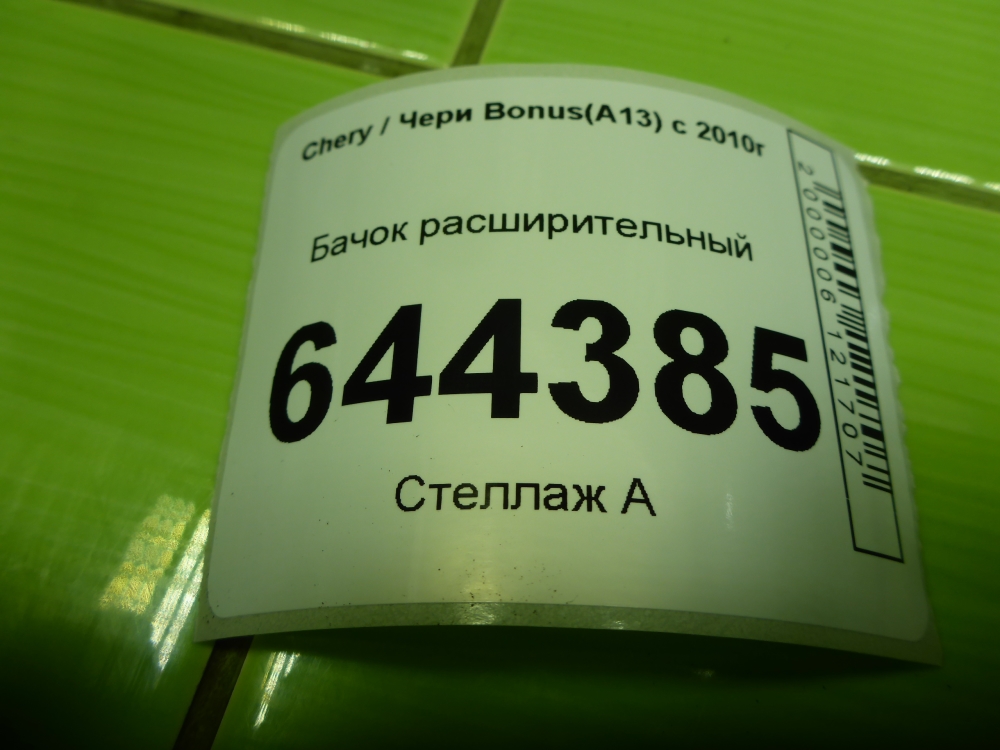 Chery / Чери Bonus(A13) с 2010г
Бачок расширительный
644385
Стеллаж А
2000006121707